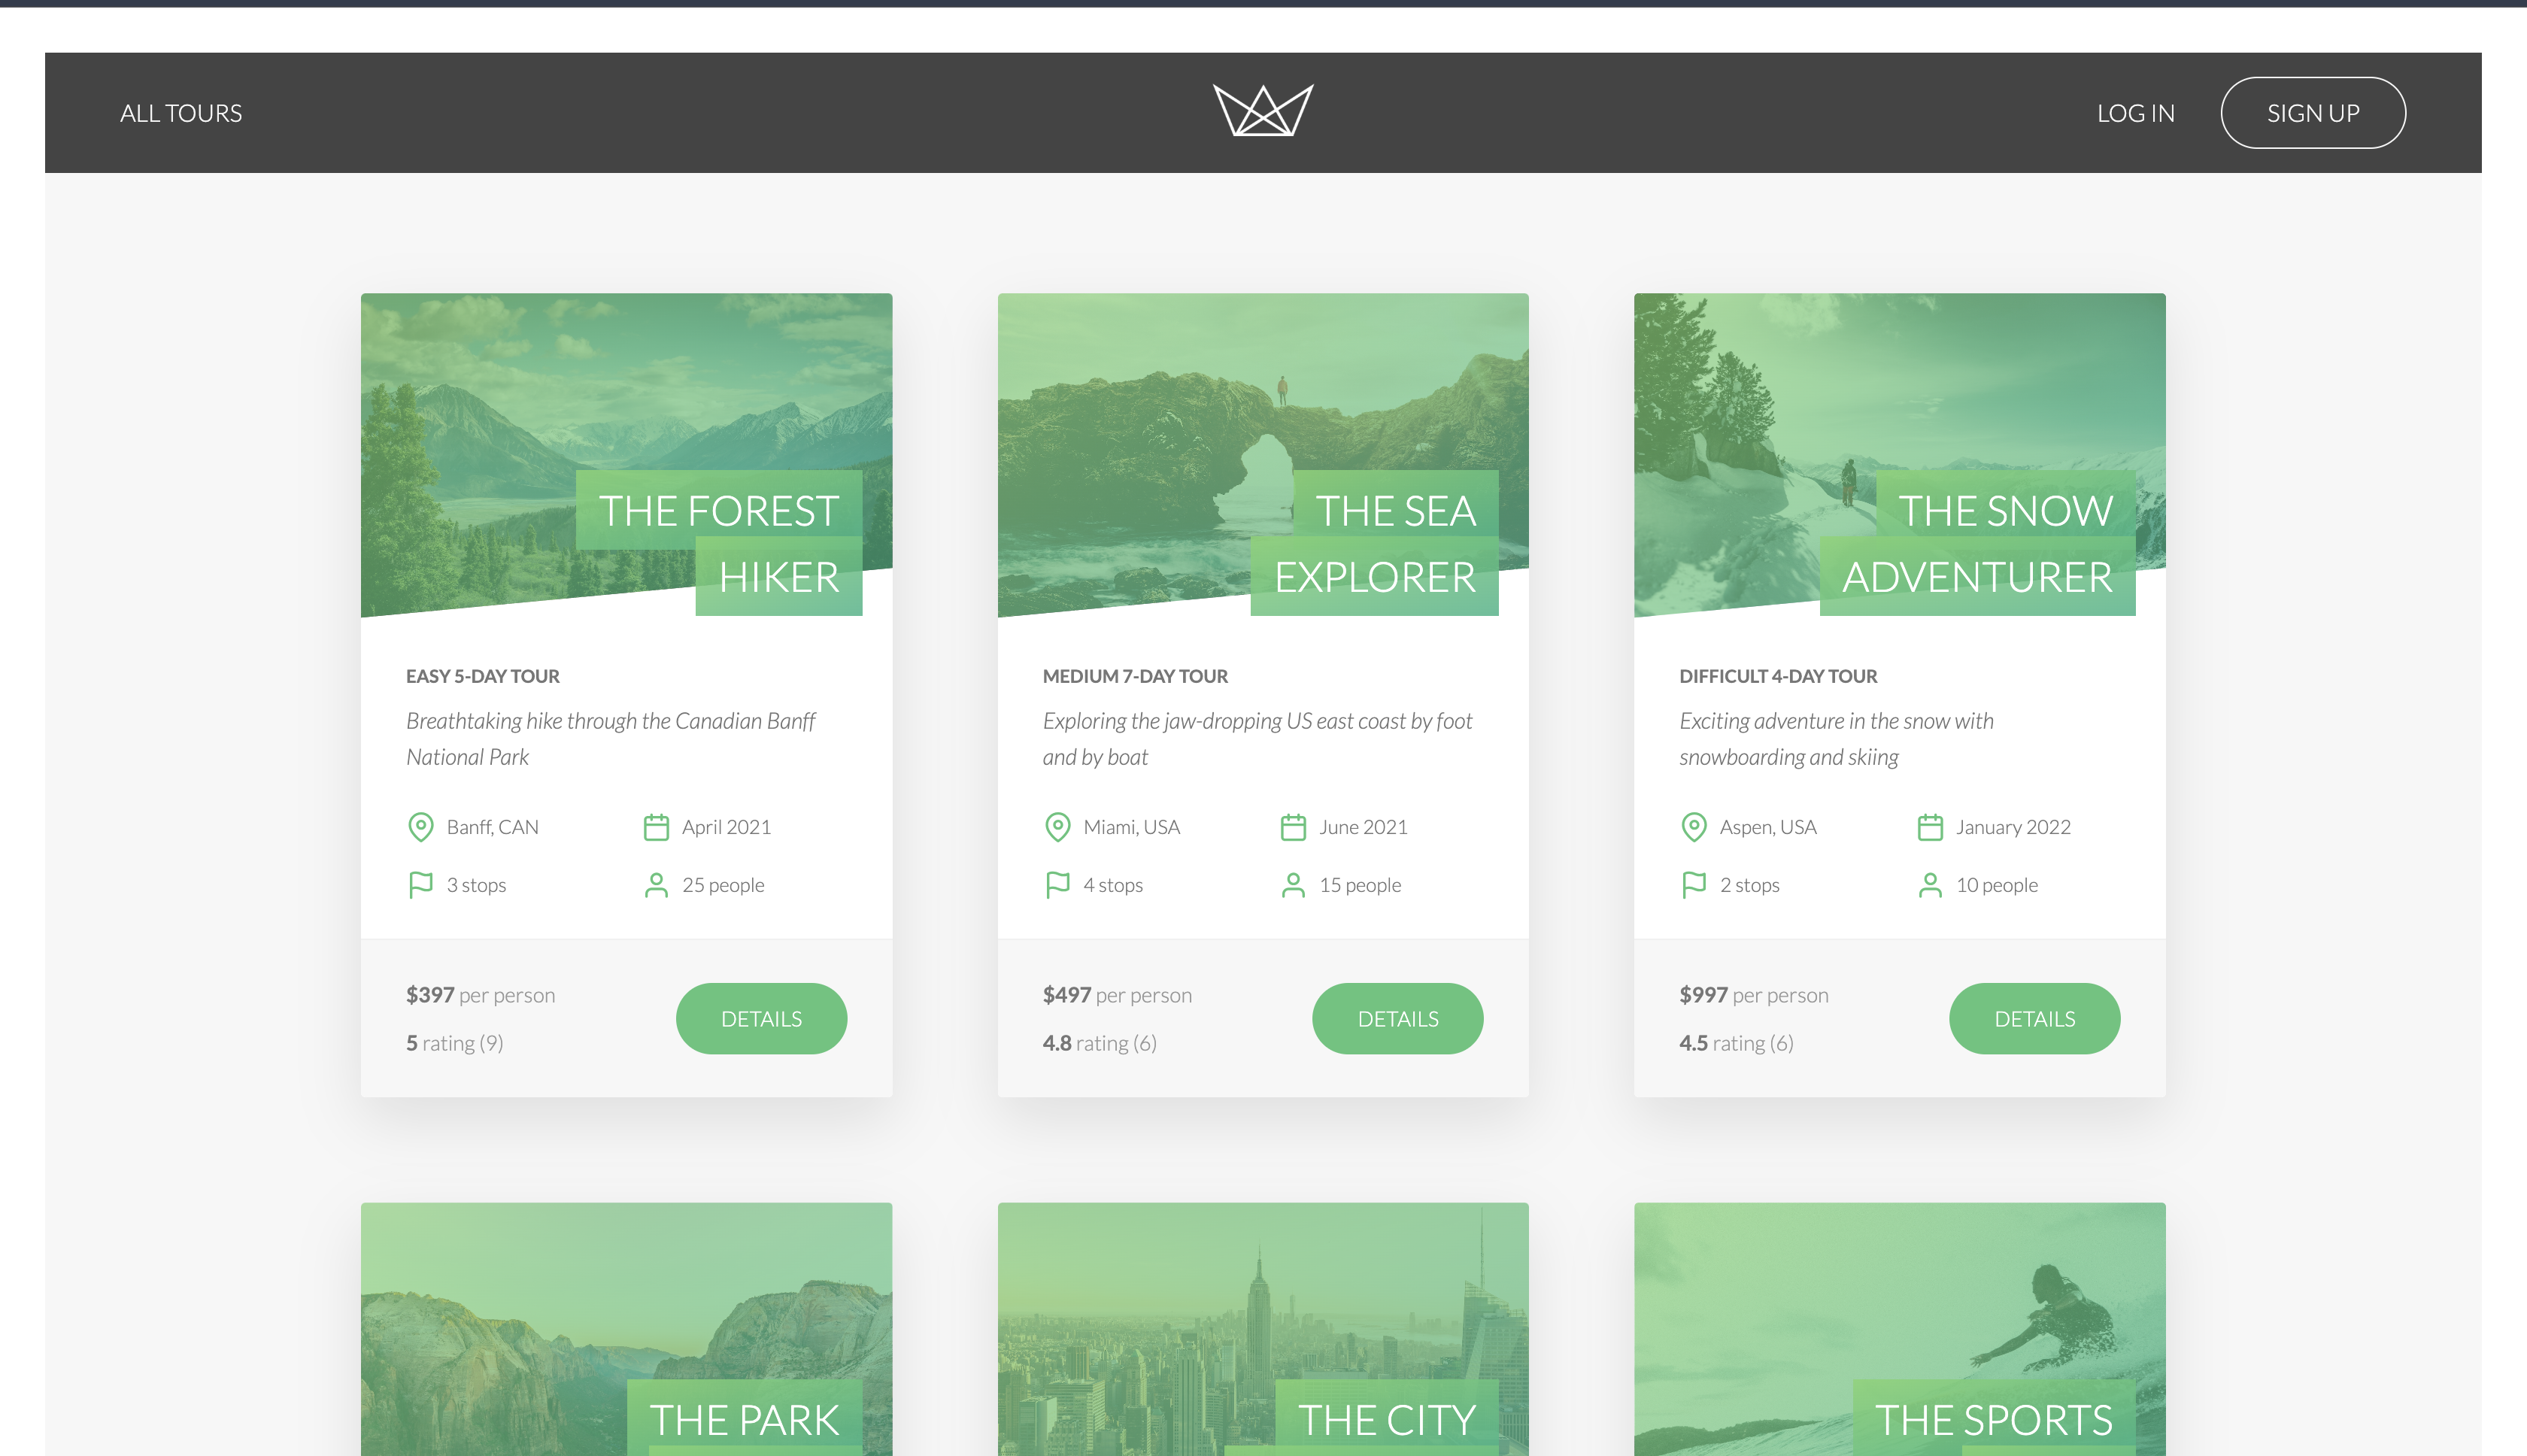 ALL TOURS
LOG IN
SIGN UP
THE FOREST
HIKER
EASY 5-DAY TOUR
Breathtaking hike through the Canadian Banff
National Park
Banff, CAN
April 2021
3 stops
25 people
$397 per person
5 rating (9)
DETAILS
THE SEA
EXPLORER
MEDIUM 7-DAY TOUR
Exploring the jaw-dropping US east coast by foot
and by boat
Miami, USA
June 2021
4 stops
15 people
$497 per person
4.8 rating (6)
DETAILS
THE SNOW
ADVENTURER
DIFFICULT 4-DAY TOUR
Exciting adventure in the snow with
snowboarding and skiing
Aspen, USA
January 2022
2 stops
10 people
$997 per person
4.5 rating (6)
DETAILS
THE PARK
THE CITY
THE SPORTS